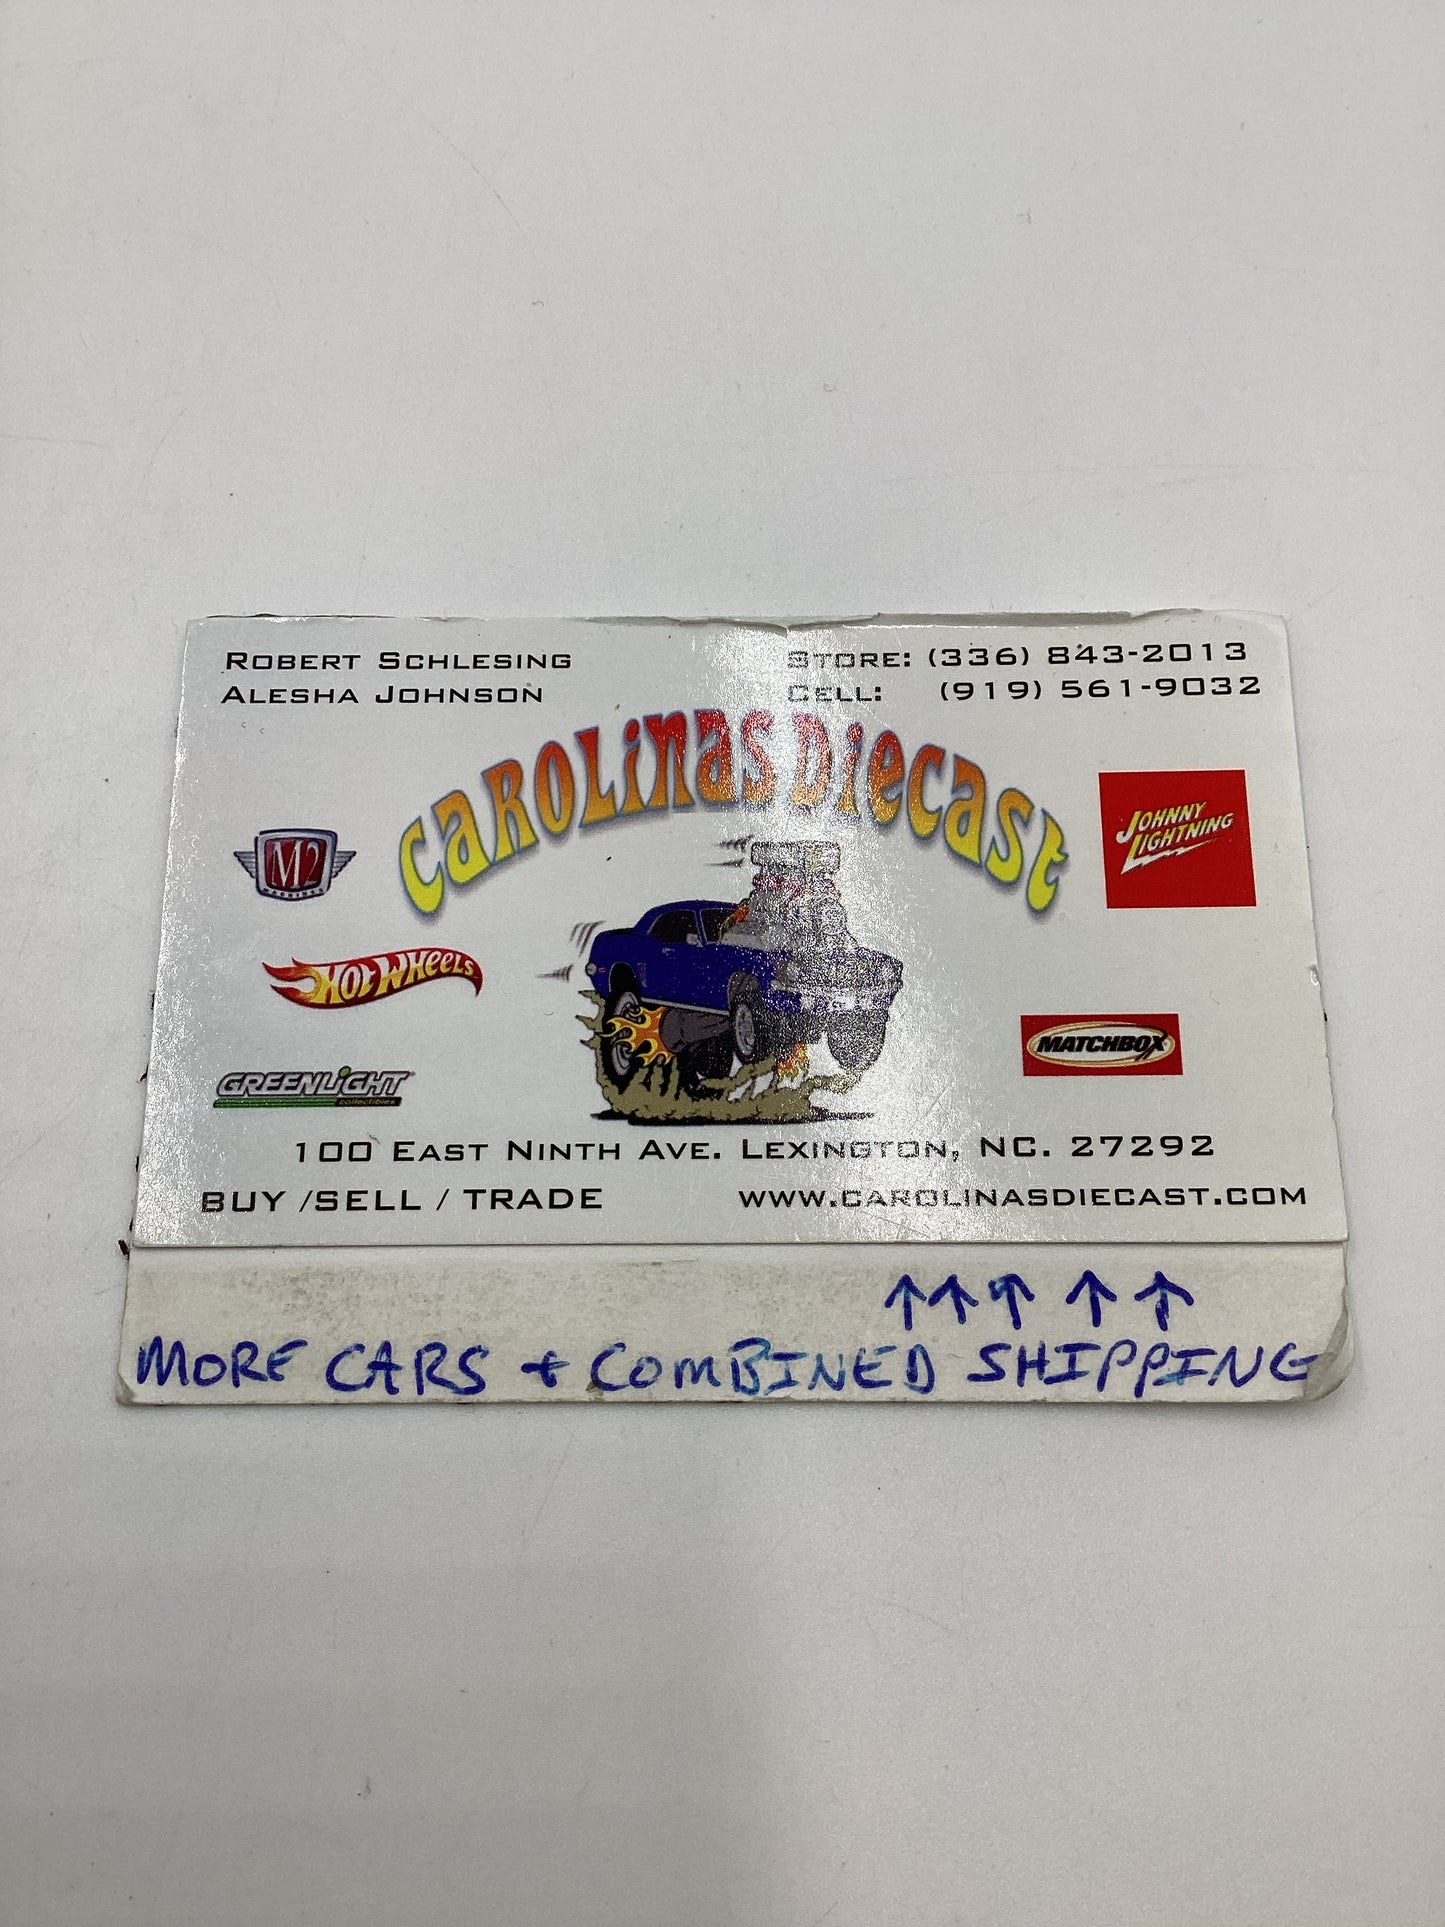 ROBERT SCHLESING
ALESHA JOHNSON
STORE: (336) 843-2013
CELL: (919) 561-9032
CAROLiNAS DiECAST
M2
MACHINES
JOHNNY
LIGHTNING
HOT WHEELS
MATCHBOX
GREENLiGHT
collectibles
100 EAST NINTH AVE. LEXINGTON, NC. 27292
BUY /SELL / TRADE
WWW.CAROLINASDIECAST.COM
↑ ↑ ↑ ↑ ↑
MORE CARS + COMBINED SHIPPING